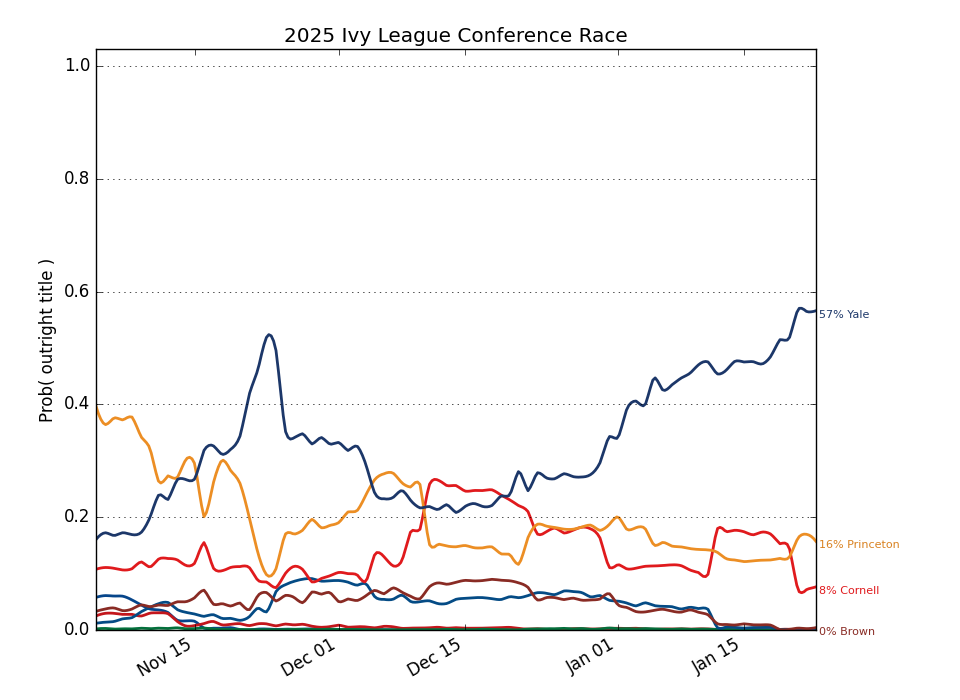 2025 Ivy League Conference Race
Prob( outright title )
1.0
0.8
0.6
0.4
0.2
0.0
57% Yale
16% Princeton
8% Cornell
0% Brown
Nov 15
Dec 01
Dec 15
Jan 01
Jan 15